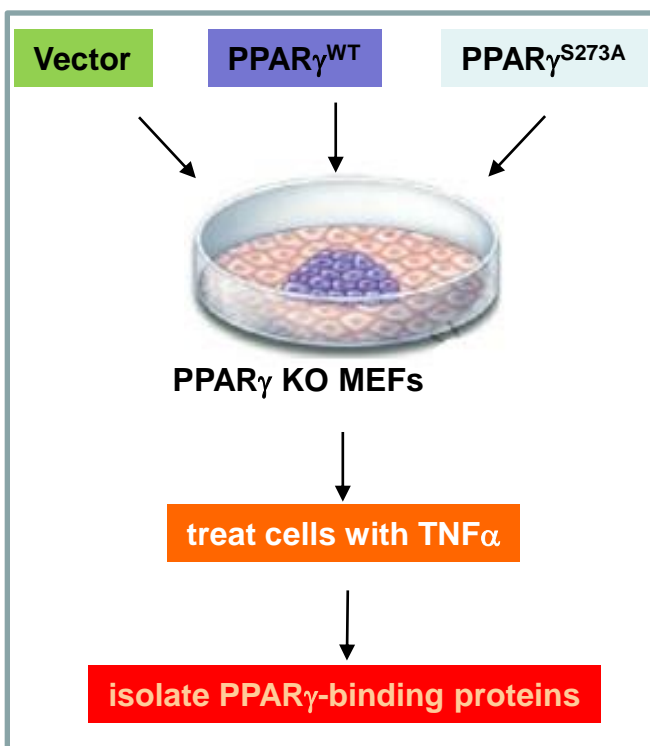 Vector
PPARγ^WT
PPARγ^S273A
PPARγ KO MEFs
treat cells with TNFα
isolate PPARγ-binding proteins